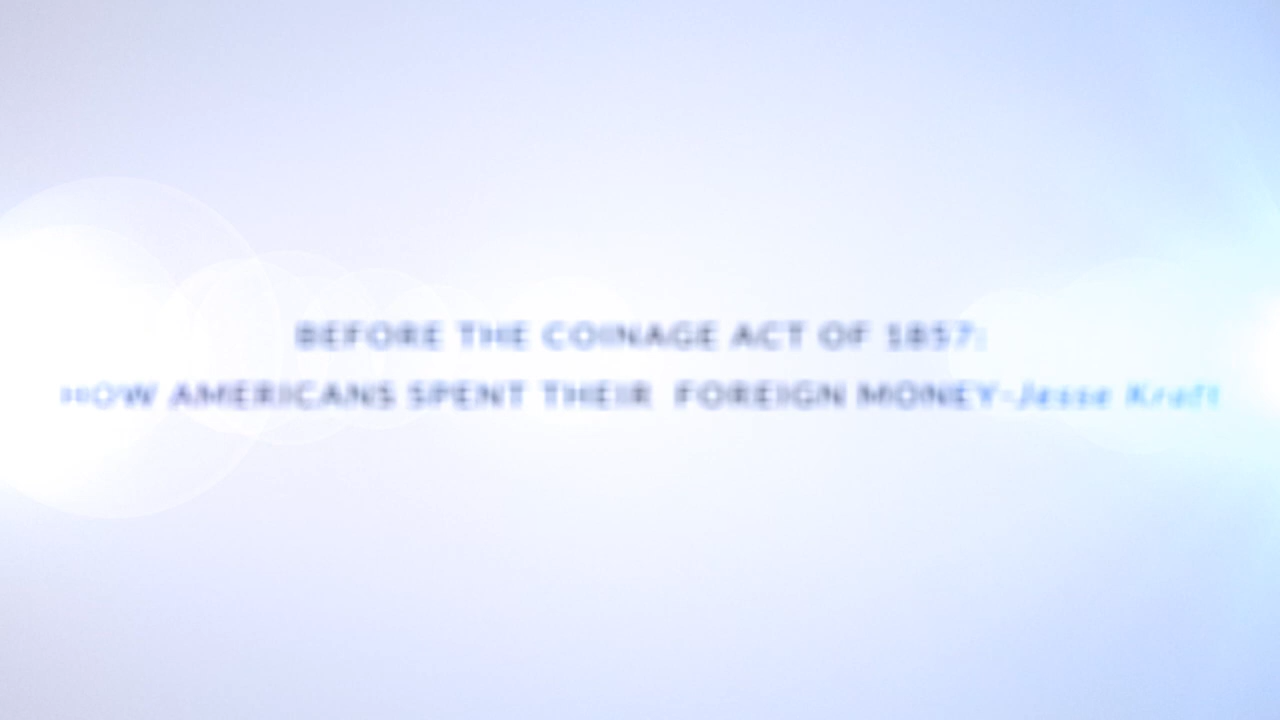 BEFORE THE COINAGE ACT OF 1857:
HOW AMERICANS SPENT THEIR FOREIGN MONEY-Jesse Kraft